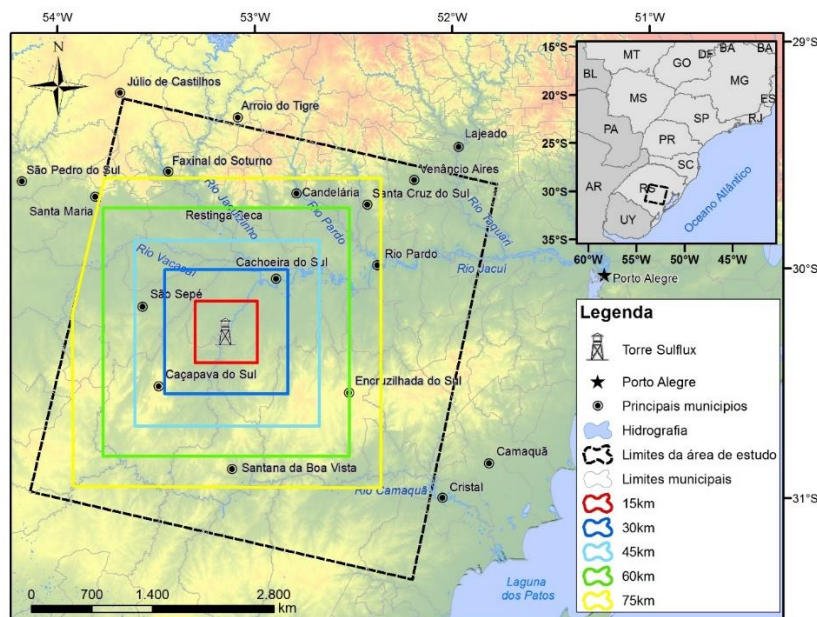 54°W
53°W
52°W
51°W
29°S
30°S
31°S
N
Júlio de Castilhos
Arroio do Tigre
Lajeado
São Pedro do Sul
Faxinal do Soturno
Venâncio Aires
Santa Maria
Candelária
Santa Cruz do Sul
Restinga Seca
Rio Jacuizinho
Rio Pardo
Rio Taquari
Rio Vacacaí
Cachoeira do Sul
Rio Pardo
Rio Jacuí
São Sepé
Caçapava do Sul
Encruzilhada do Sul
Santana da Boa Vista
Camaquã
Rio Camaquã
Cristal
Laguna
dos Patos
Porto Alegre
0 700 1.400 2.800
km
15°S
20°S
25°S
30°S
35°S
60°W 55°W 50°W 45°W
MT
GO
DF
BA
BA
BL
MG
MS
ES
SP
RJ
PA
PR
SC
AR
RS
UY
Oceano Atlântico
Legenda
Torre Sulflux
Porto Alegre
Principais municipios
Hidrografia
Limites da área de estudo
Limites municipais
15km
30km
45km
60km
75km